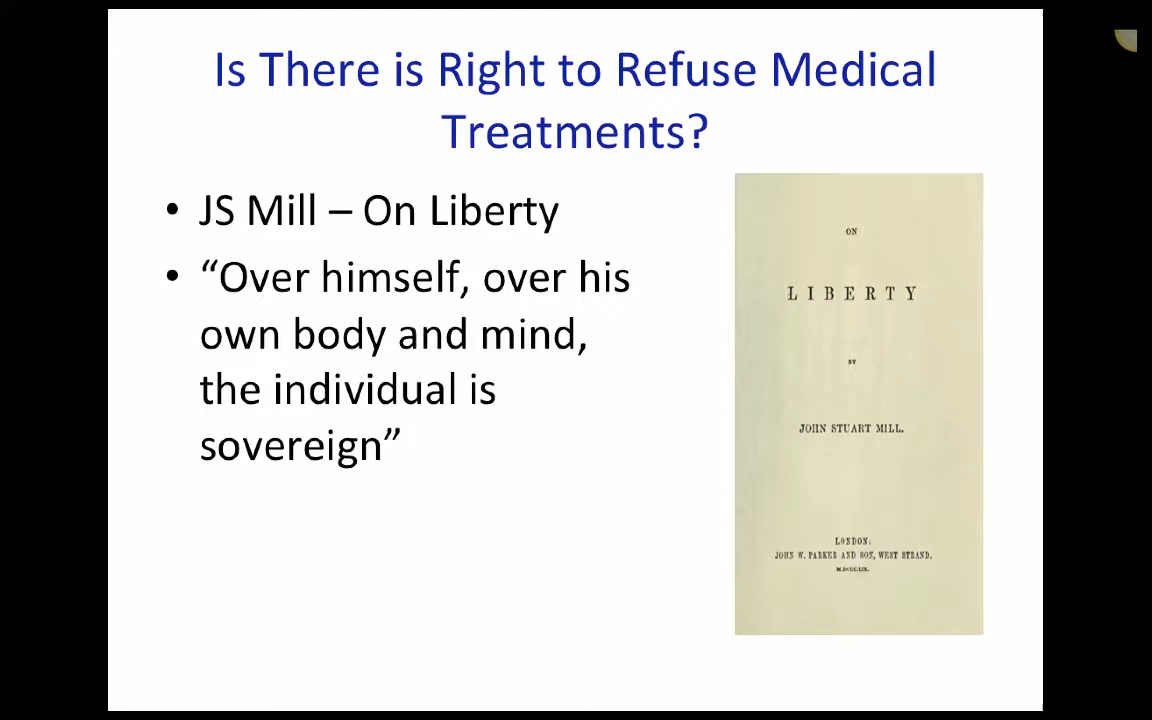 Is There is Right to Refuse Medical
Treatments?
• JS Mill – On Liberty
• “Over himself, over his
own body and mind,
the individual is
sovereign”
ON
LIBERTY
BY
JOHN STUART MILL.
LONDON:
JOHN W. PARKER AND SON, WEST STRAND.
M.DCCC.LIX.